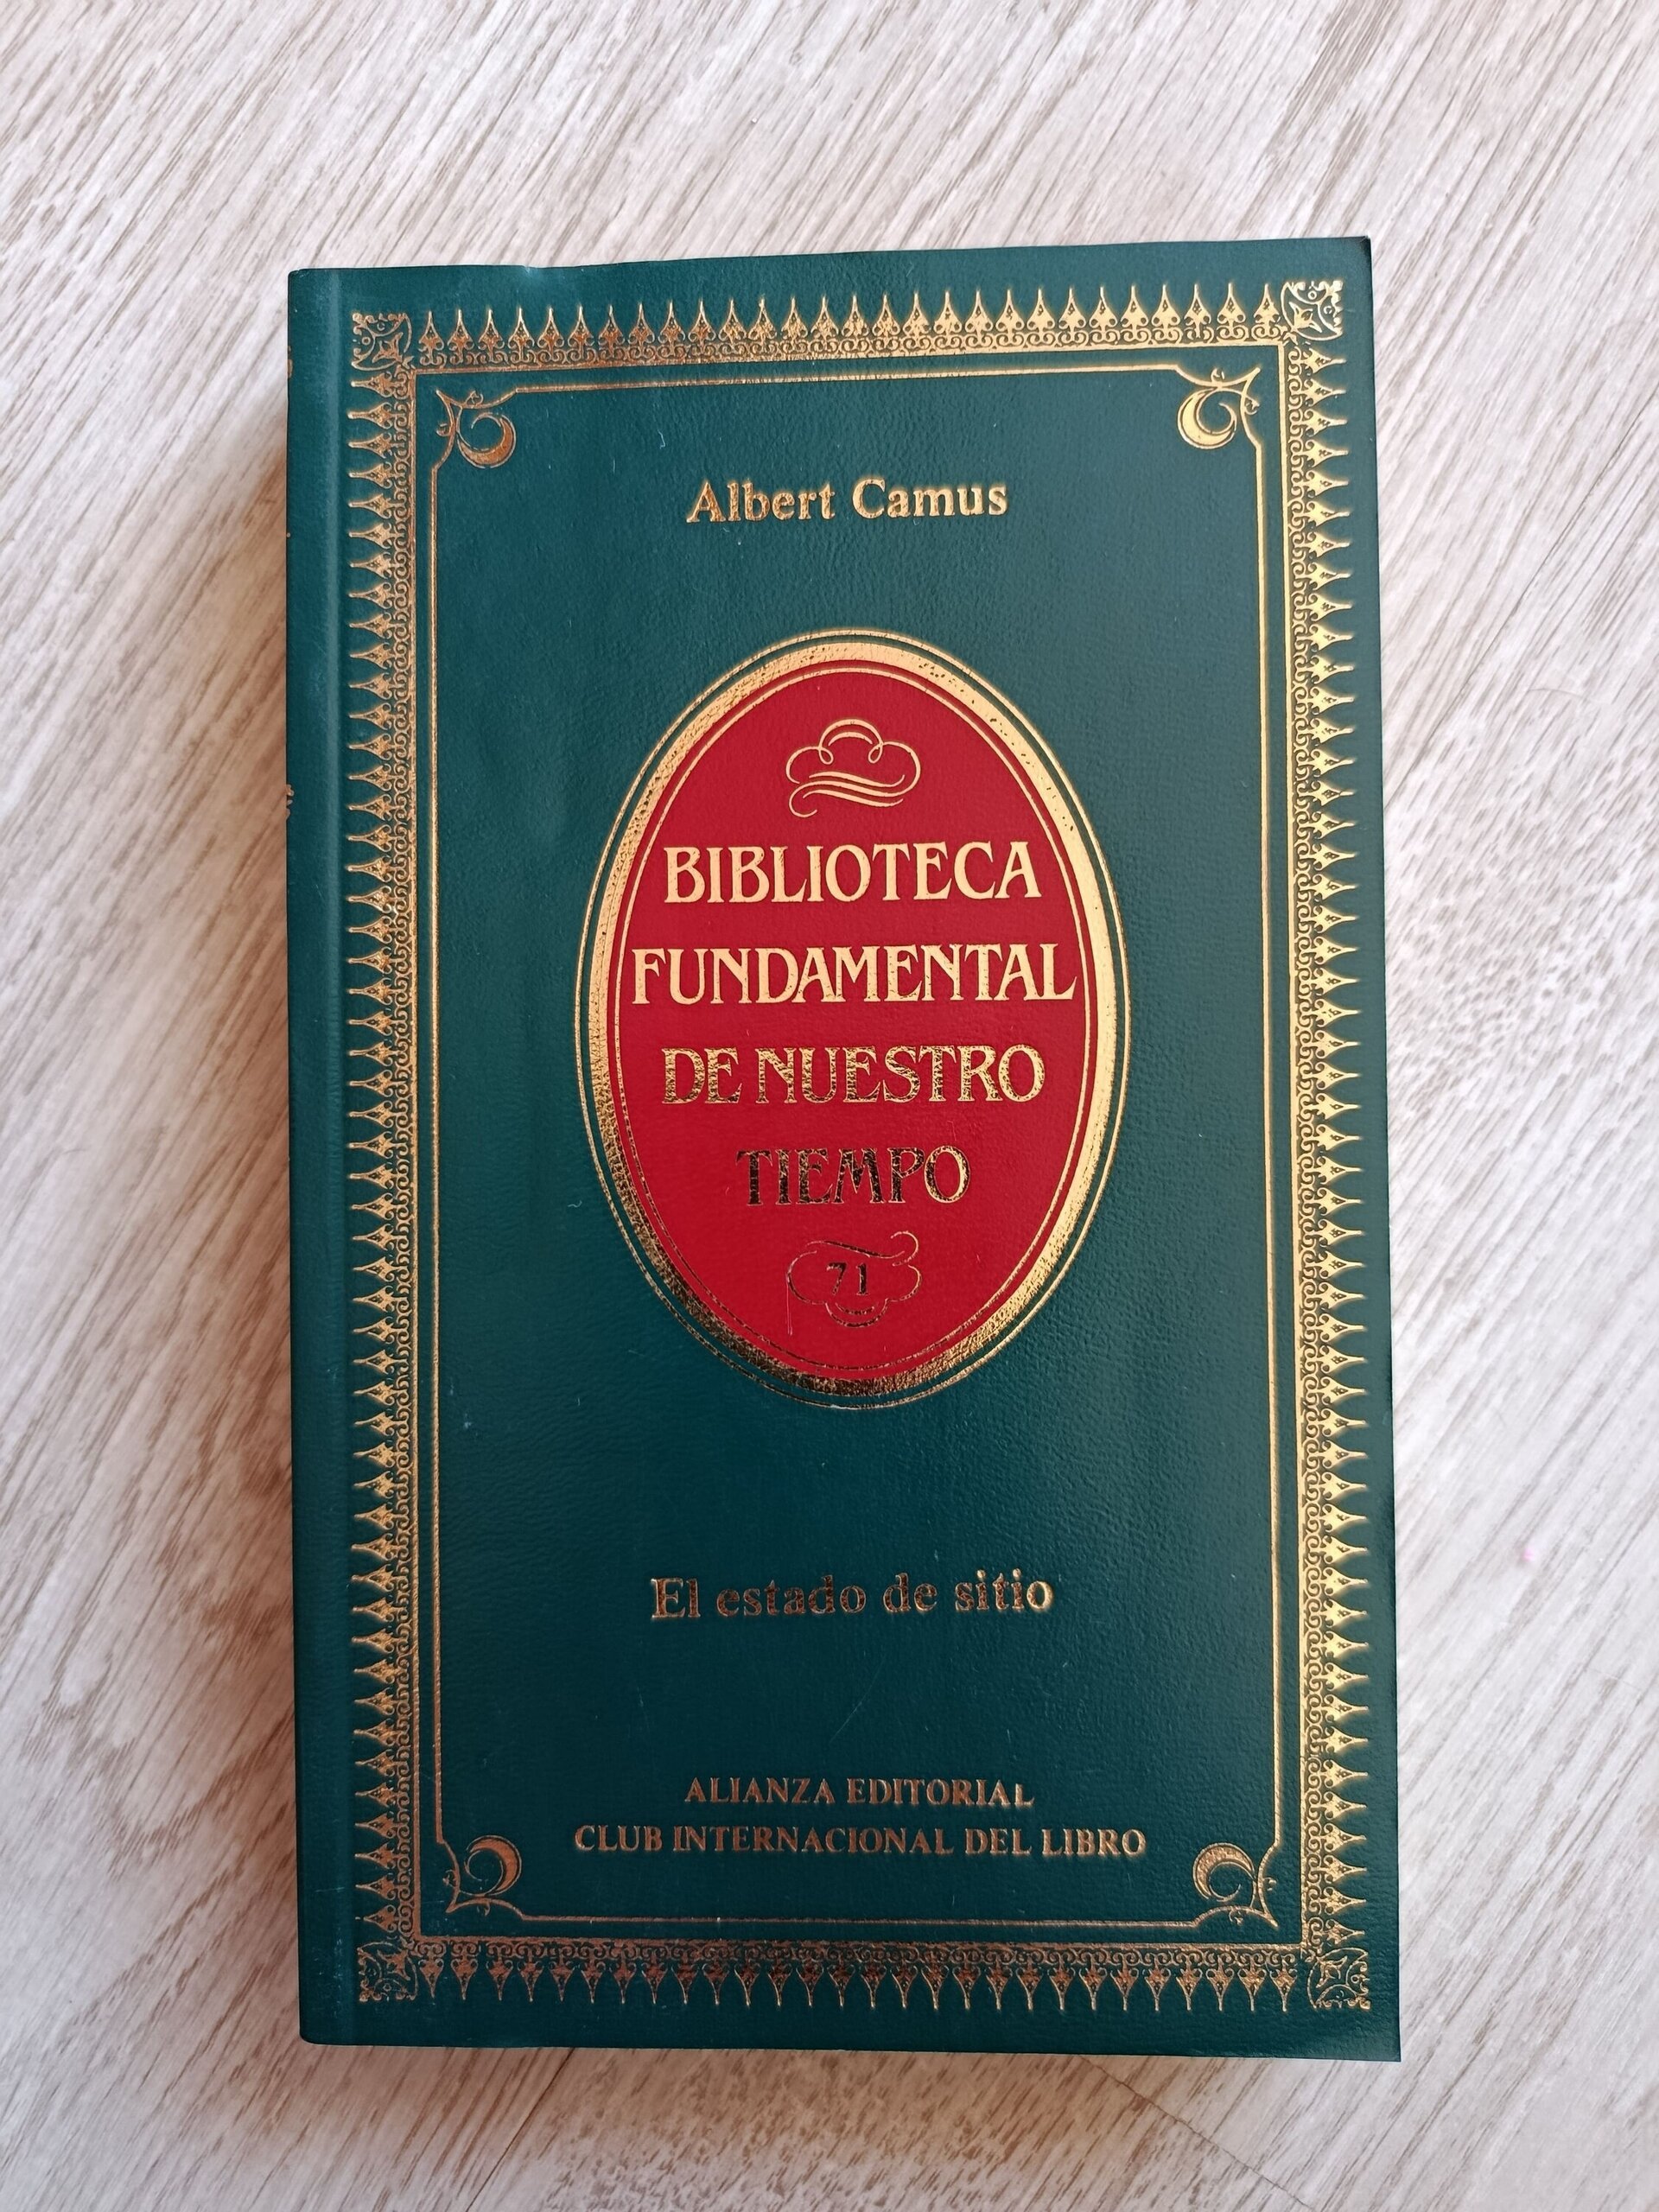 Albert Camus
BIBLIOTECA
FUNDAMENTAL
DE NUESTRO
TIEMPO
71
El estado de sitio
ALIANZA EDITORIAL
CLUB INTERNACIONAL DEL LIBRO